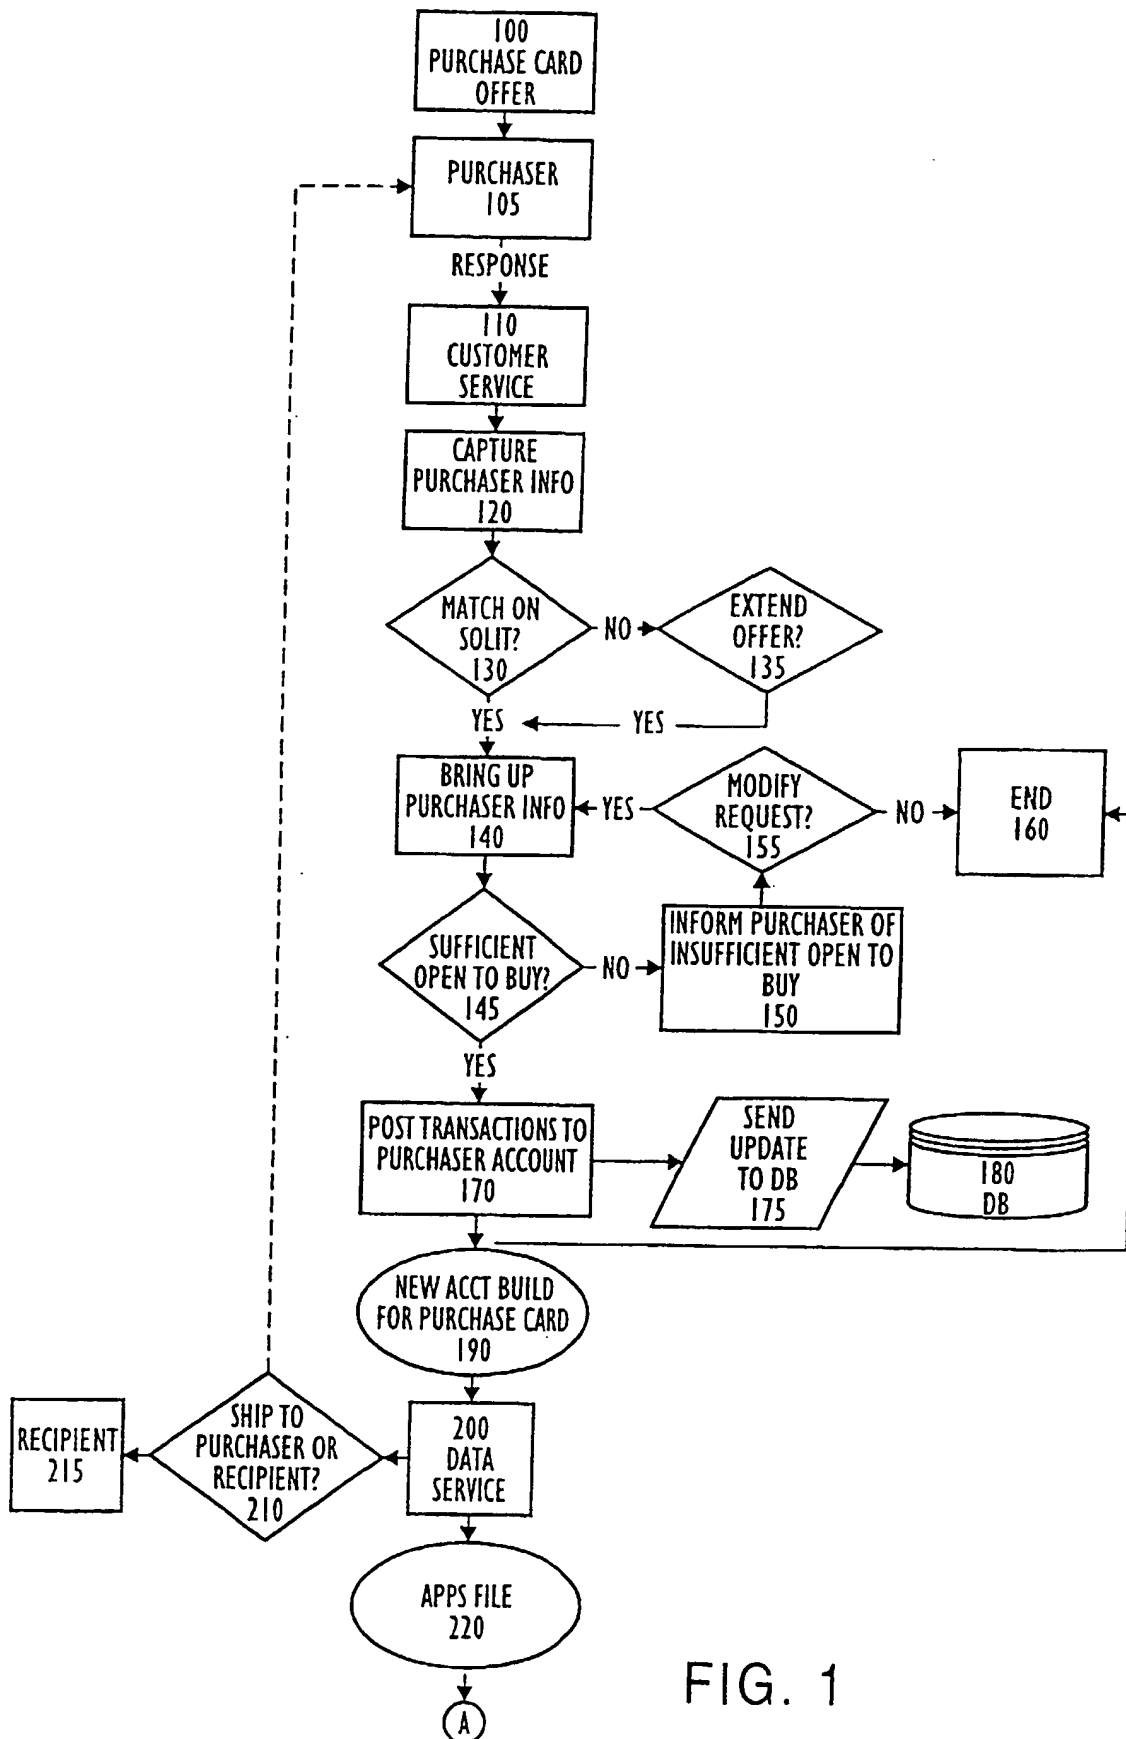 100
PURCHASE CARD
OFFER
PURCHASER
105
RESPONSE
110
CUSTOMER
SERVICE
CAPTURE
PURCHASER INFO
120
MATCH ON
SOLIT?
130
NO
EXTEND
OFFER?
135
YES
YES
BRING UP
PURCHASER INFO
140
YES
MODIFY
REQUEST?
155
NO
END
160
SUFFICIENT
OPEN TO BUY?
145
NO
INFORM PURCHASER OF
INSUFFICIENT OPEN TO
BUY
150
YES
POST TRANSACTIONS TO
PURCHASER ACCOUNT
170
SEND
UPDATE
TO DB
175
180
DB
NEW ACCT BUILD
FOR PURCHASE CARD
190
RECIPIENT
215
SHIP TO
PURCHASER OR
RECIPIENT?
210
200
DATA
SERVICE
APPS FILE
220
A
FIG. 1